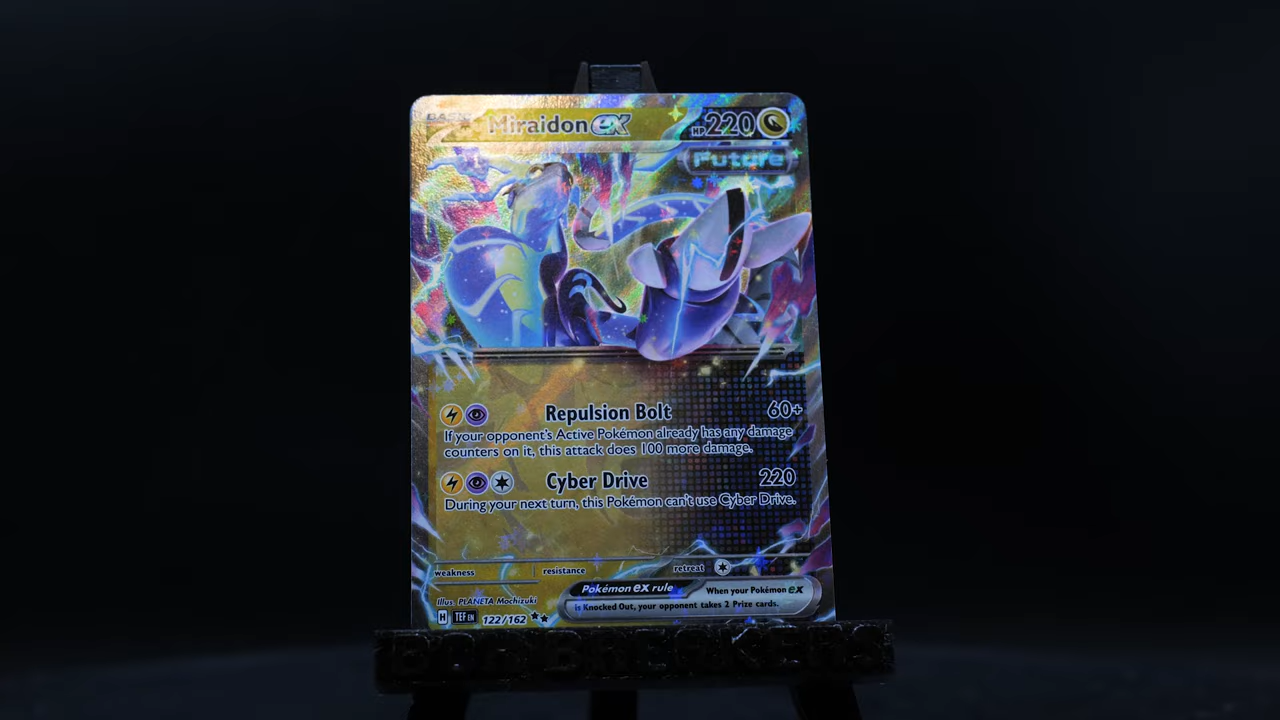 BASIC Miraidon ex HP 220
Future
Repulsion Bolt 60+
If your opponent's Active Pokémon already has any damage
counters on it, this attack does 100 more damage.
Cyber Drive 220
During your next turn, this Pokémon can't use Cyber Drive.
weakness resistance retreat
Pokémon ex rule When your Pokémon ex
is Knocked Out, your opponent takes 2 Prize cards.
Illus. PLANETA Mochizuki
H TEF EN 122/162
BOX BREAKERS